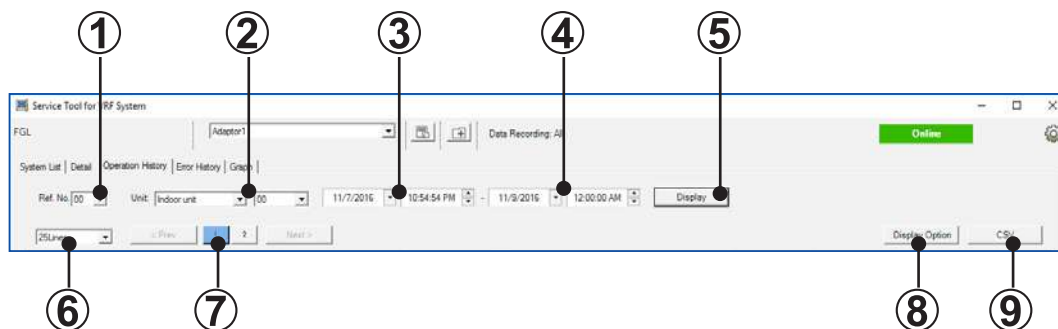 ① ② ③ ④ ⑤
Service Tool for VRF System
FGL Adaptor1 Data Recording: All Online
System List Detail Operation History Error History Graph
Ref. No. 00 Unit: Indoor unit 00 11/7/2016 10:54:54 PM - 11/9/2016 12:00:00 AM Display
25Lines < Prev 1 2 Next > Display Option CSV
⑥ ⑦ ⑧ ⑨